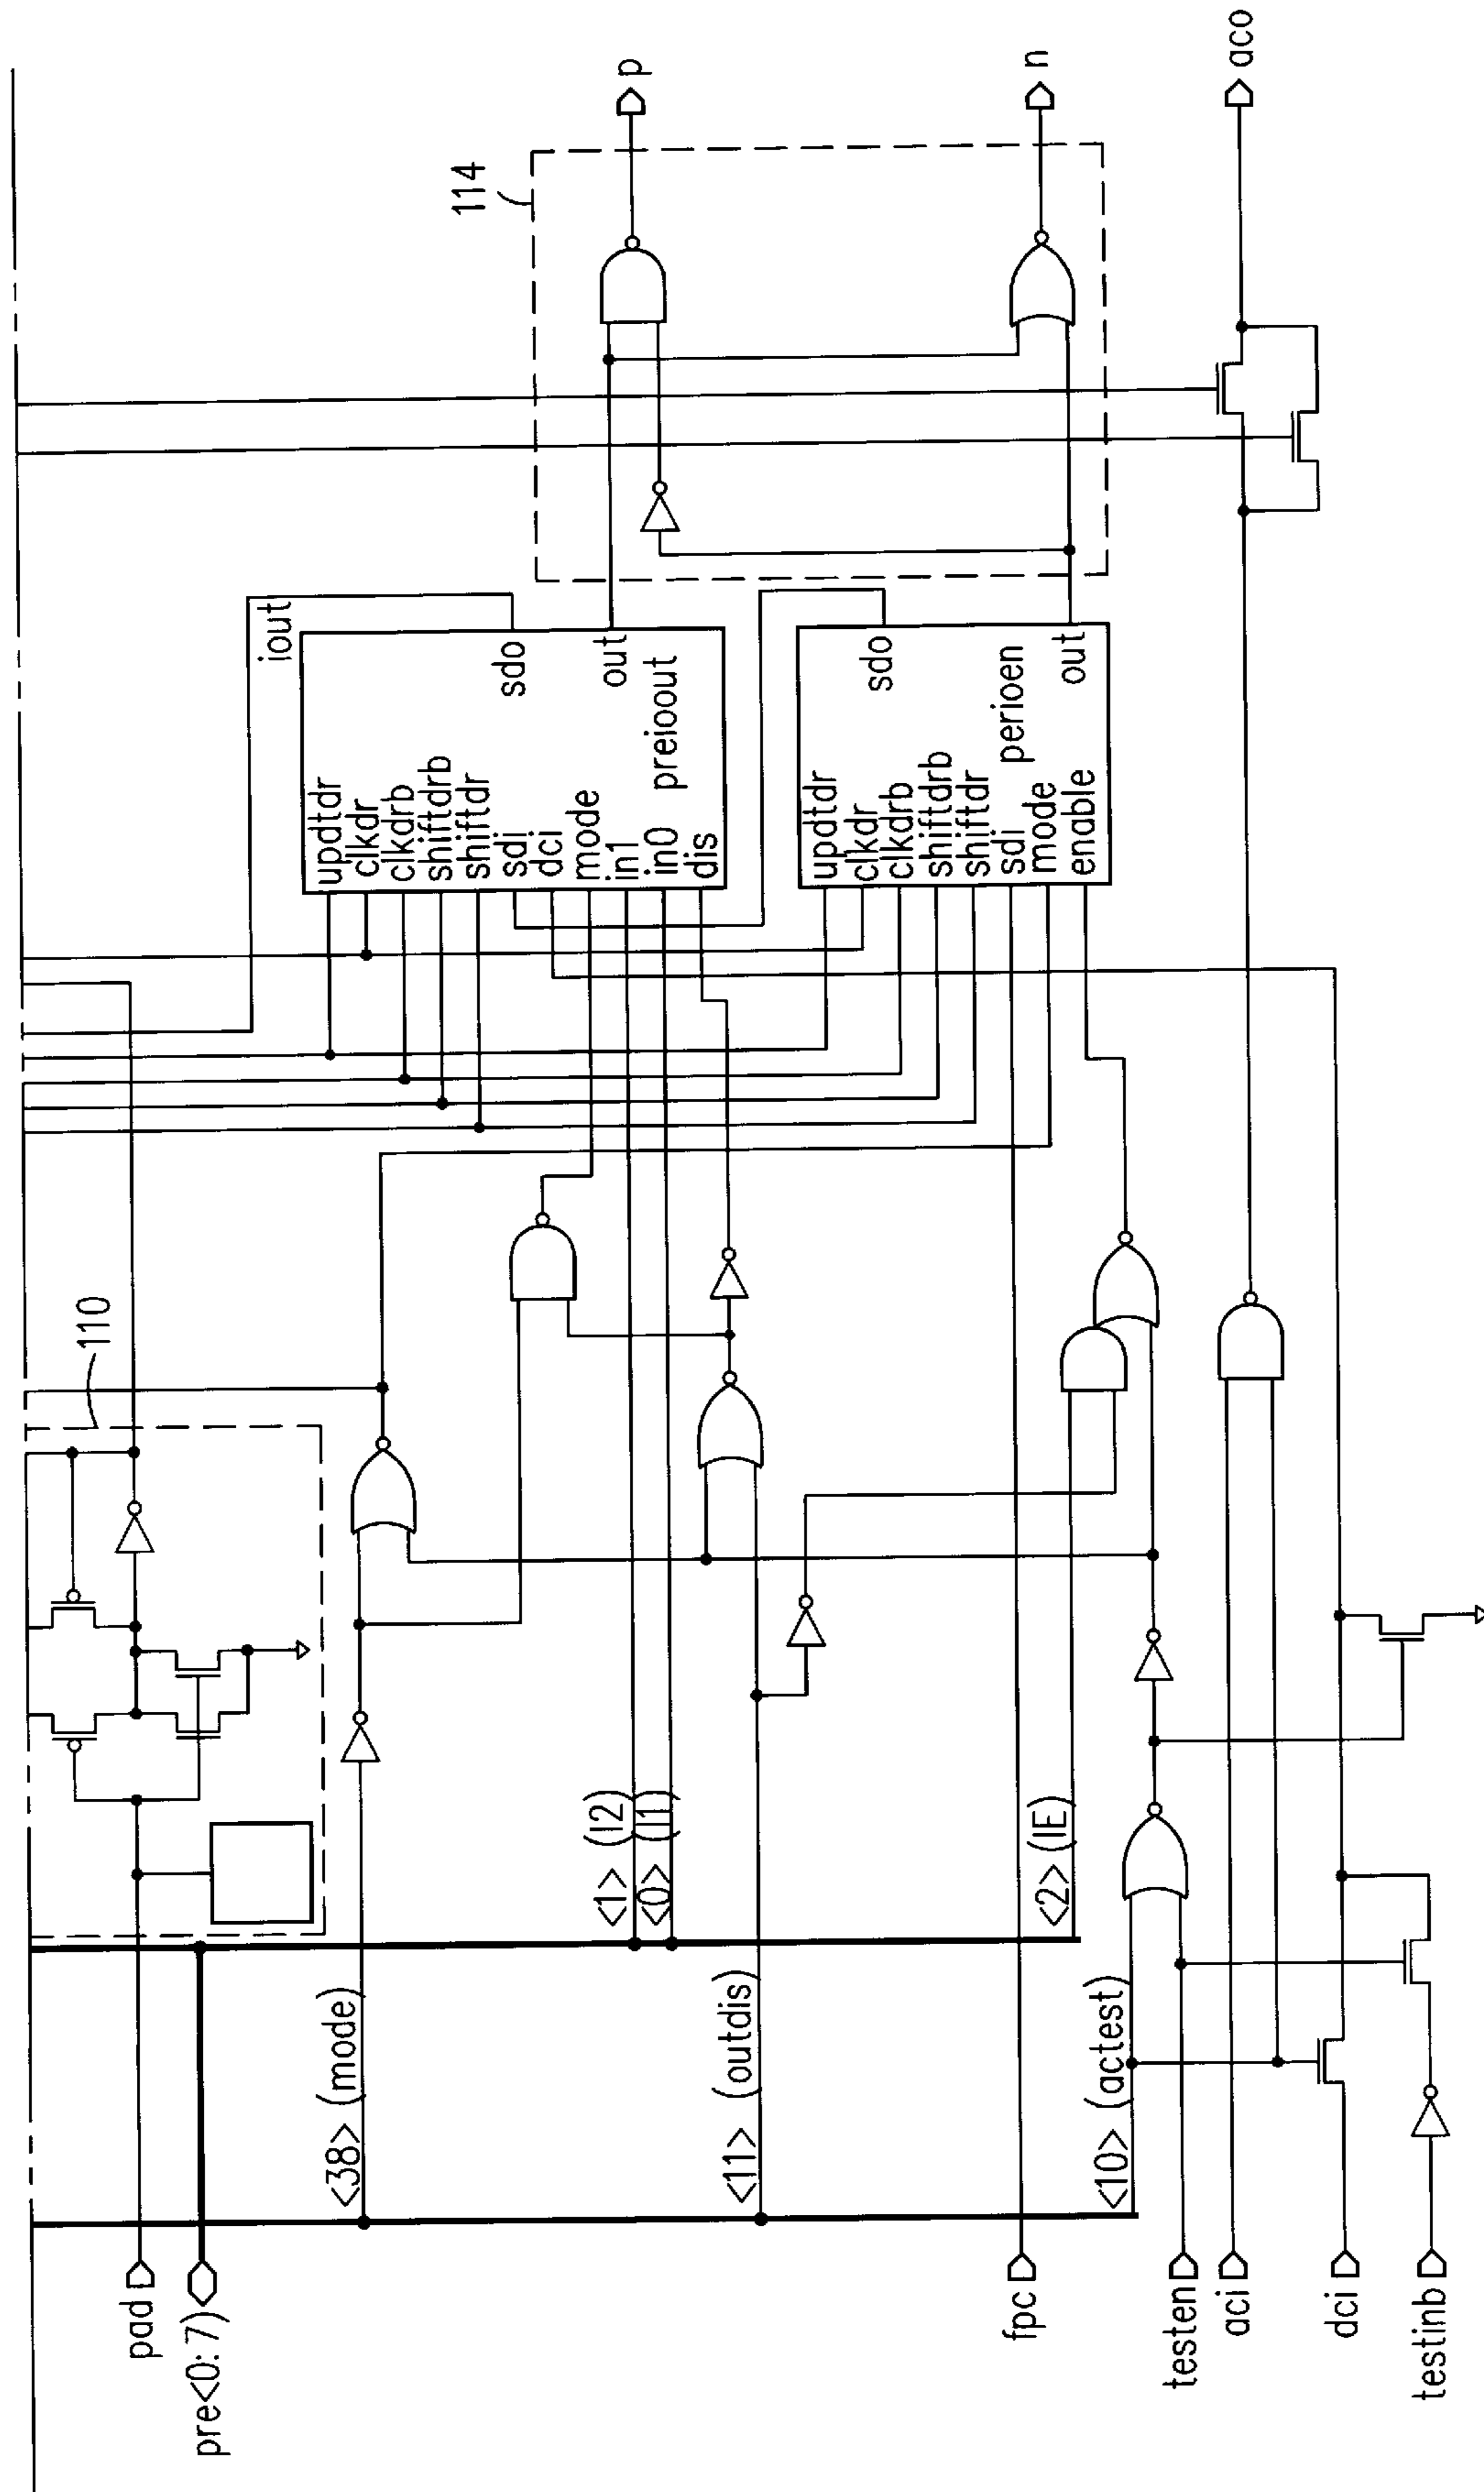 110
iout
updtdr
clkdr
clkdrb
shiftdrb
shiftdr
sdi
dci
mode
in1
in0
dis
sdo
out
preioout
114
p
<38> (mode)
pad
pre<0:7>
<1> (I2)
<0> (I1)
<11> (outdis)
updtdr
clkdr
clkdrb
shiftdrb
shiftdr
sdi
mode
enable
sdo
perioen
out
n
fpc
<2> (IE)
<10> (actest)
testen
aci
aco
dci
testinb